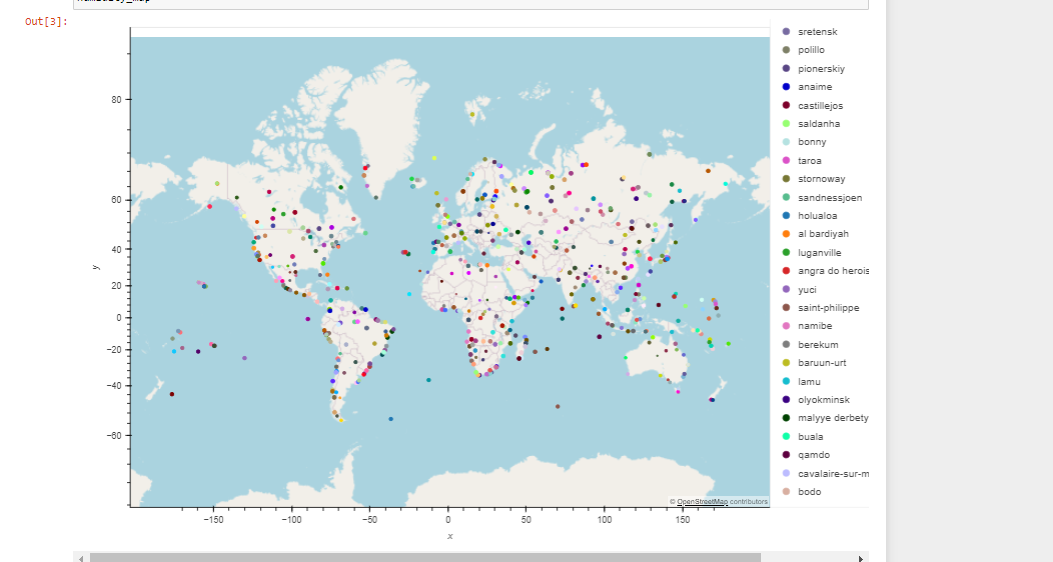 humidity_map
Out[3]:
80
60
40
20
0
−20
−40
−60
y
−150
−100
−50
0
50
100
150
x
© OpenStreetMap contributors
sretensk
polillo
pionerskiy
anaime
castillejos
saldanha
bonny
taroa
stornoway
sandnessjoen
holualoa
al bardiyah
luganville
angra do herois
yuci
saint-philippe
namibe
berekum
baruun-urt
lamu
olyokminsk
malyye derbety
buala
qamdo
cavalaire-sur-m
bodo